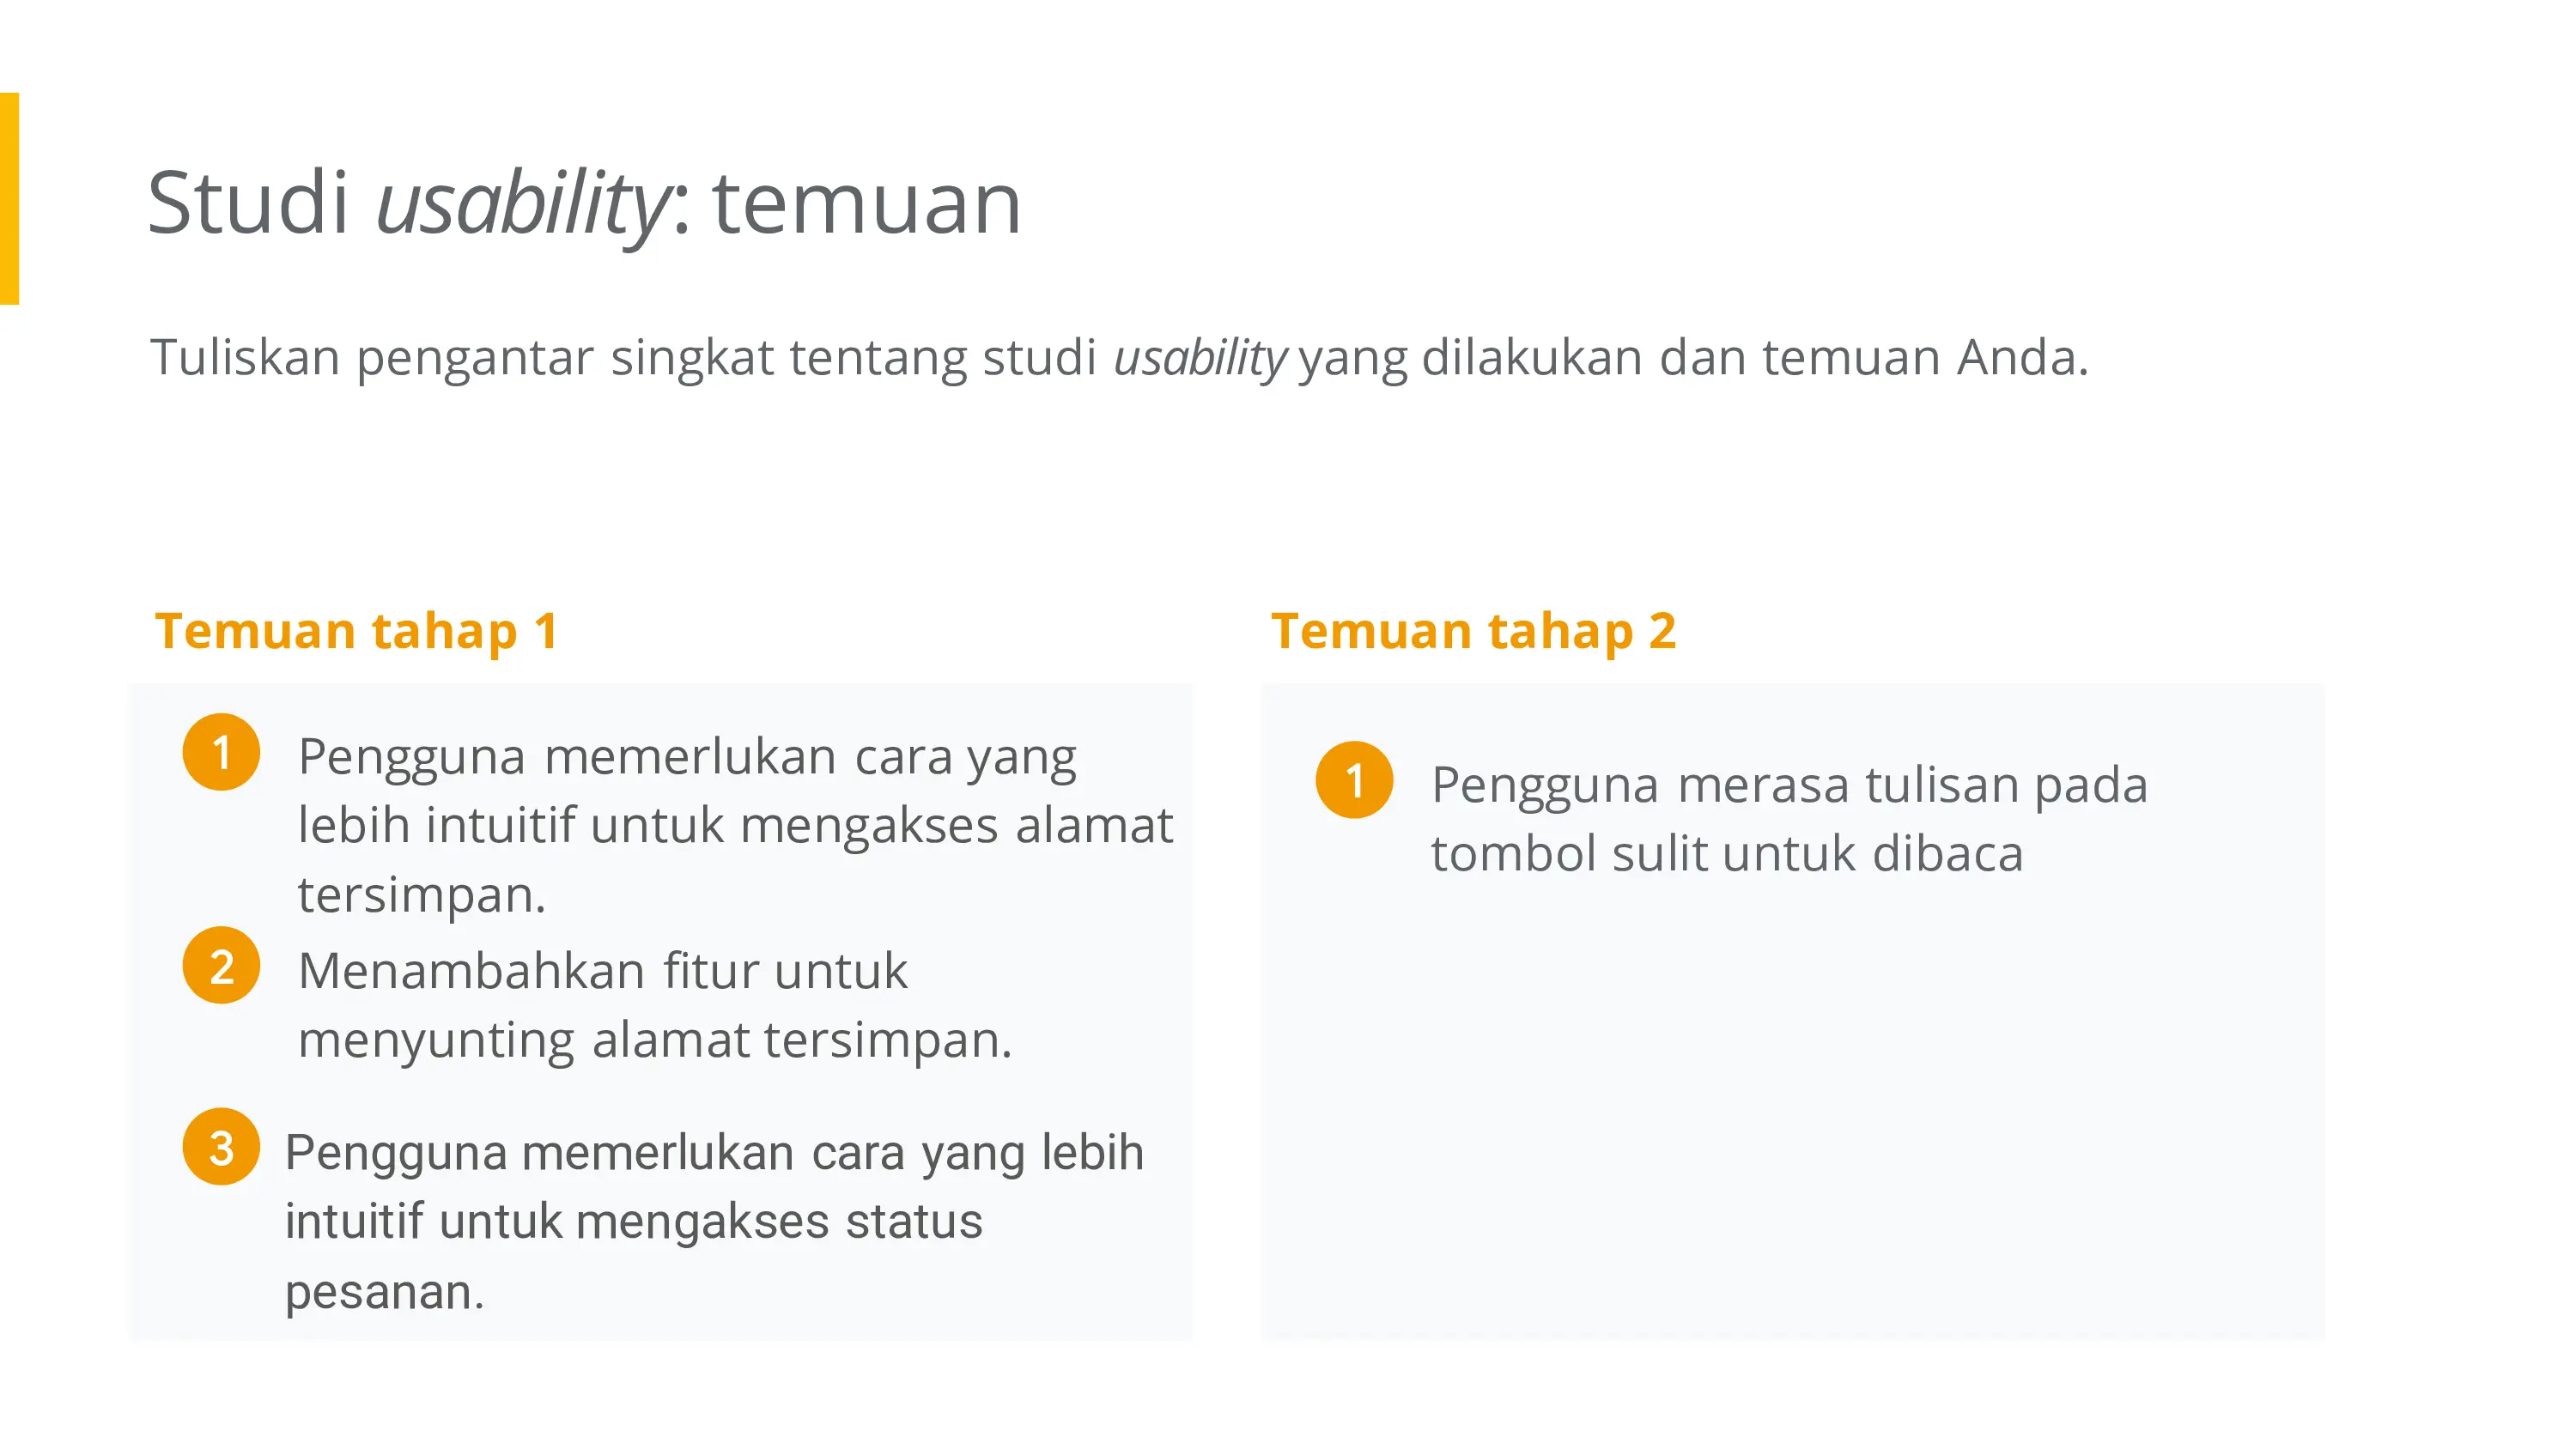 Studi usability: temuan
Tuliskan pengantar singkat tentang studi usability yang dilakukan dan temuan Anda.
Temuan tahap 1
1 Pengguna memerlukan cara yang
lebih intuitif untuk mengakses alamat
tersimpan.
2 Menambahkan fitur untuk
menyunting alamat tersimpan.
3 Pengguna memerlukan cara yang lebih
intuitif untuk mengakses status
pesanan.
Temuan tahap 2
1 Pengguna merasa tulisan pada
tombol sulit untuk dibaca